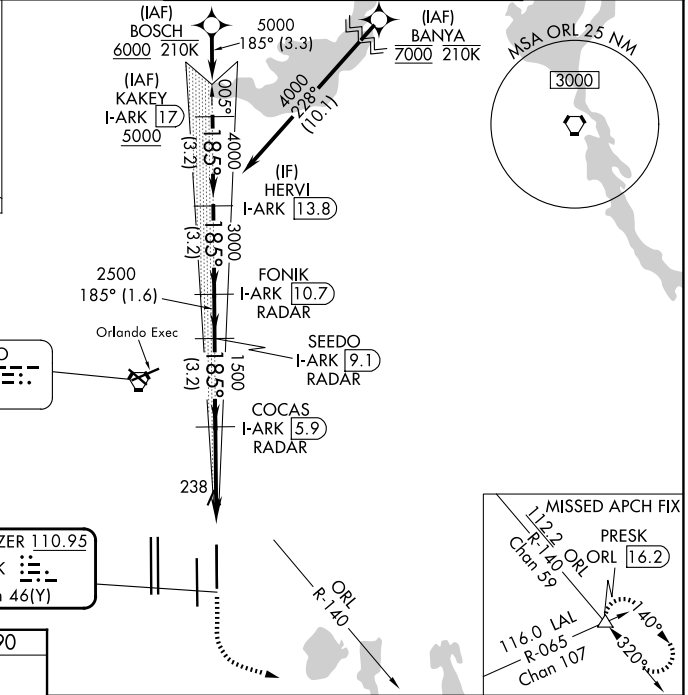 (IAF)
BOSCH
6000 210K
5000
185° (3.3)
(IAF)
BANYA
7000 210K
MSA ORL 25 NM
3000
(IAF)
KAKEY
I-ARK 17
5000
005°
4000
228°
(10.1)
185°
(3.2)
4000
(IF)
HERVI
I-ARK 13.8
185°
(3.2)
3000
2500
185° (1.6)
FONIK
I-ARK 10.7
RADAR
Orlando Exec
SEEDO
I-ARK 9.1
RADAR
O
185°
(3.2)
1500
COCAS
I-ARK 5.9
RADAR
238
ZER 110.95
K
46(Y)
90
ORL
R-140
MISSED APCH FIX
112.2 ORL
R-140
Chan 59
PRESK
ORL 16.2
116.0 LAL
R-065
Chan 107
140°
320°